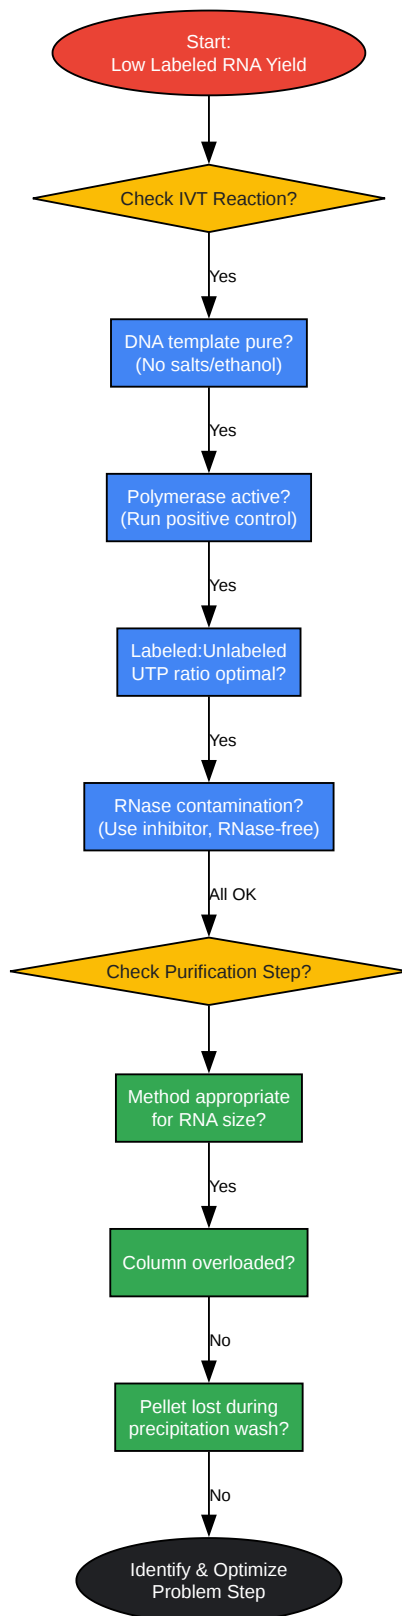 Start:
Low Labeled RNA Yield
Check IVT Reaction?
Yes
DNA template pure?
(No salts/ethanol)
Yes
Polymerase active?
(Run positive control)
Yes
Labeled:Unlabeled
UTP ratio optimal?
Yes
RNase contamination?
(Use inhibitor, RNase-free)
All OK
Check Purification Step?
Method appropriate
for RNA size?
Yes
Column overloaded?
No
Pellet lost during
precipitation wash?
No
Identify & Optimize
Problem Step